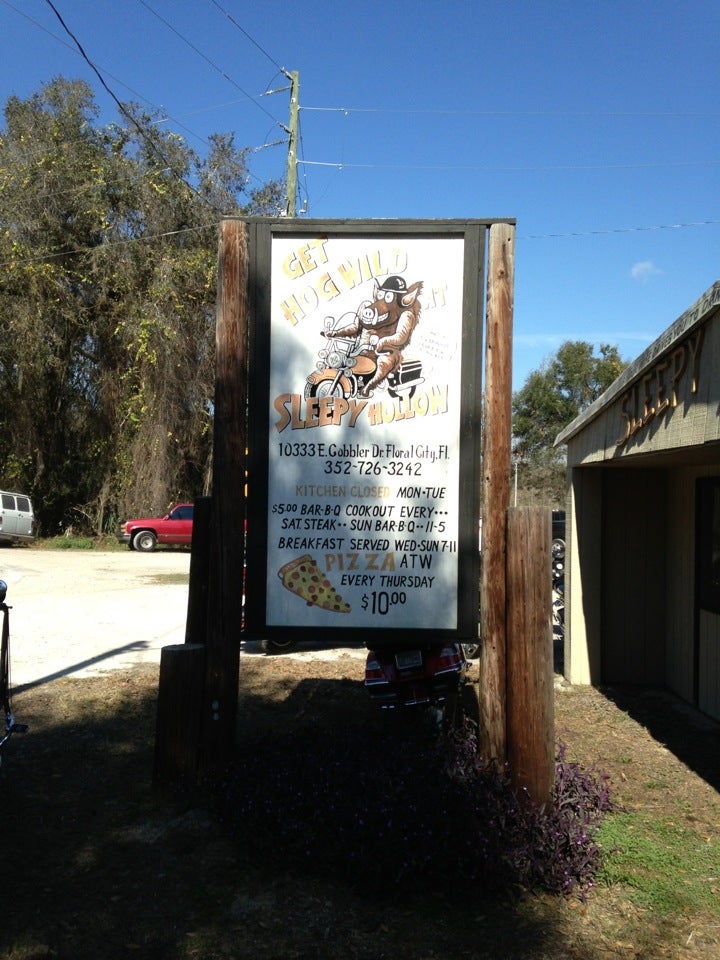 GET
HOG WILD
AT
SLEEPY HOLLOW
10333 E. Gobbler Dr. Floral City, Fl.
352-726-3242
KITCHEN CLOSED MON-TUE
$5.00 BAR-B-Q COOKOUT EVERY•••
SAT. STEAK•• SUN BAR-B-Q•• 11-5
BREAKFAST SERVED WED-SUN 7-11
PIZZA ATW
EVERY THURSDAY
$10.00
SLEEPY